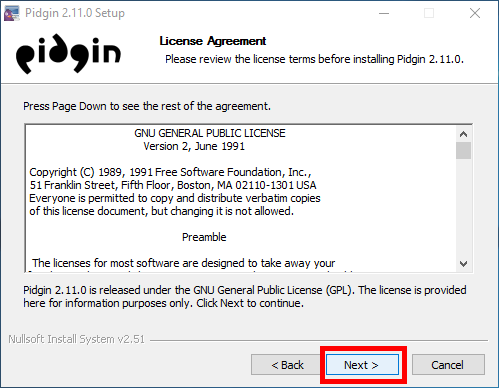 Pidgin 2.11.0 Setup
pidgin
License Agreement
Please review the license terms before installing Pidgin 2.11.0.
Press Page Down to see the rest of the agreement.
GNU GENERAL PUBLIC LICENSE
Version 2, June 1991
Copyright (C) 1989, 1991 Free Software Foundation, Inc.,
51 Franklin Street, Fifth Floor, Boston, MA 02110-1301 USA
Everyone is permitted to copy and distribute verbatim copies
of this license document, but changing it is not allowed.
Preamble
The licenses for most software are designed to take away your
Pidgin 2.11.0 is released under the GNU General Public License (GPL). The license is provided
here for information purposes only. Click Next to continue.
Nullsoft Install System v2.51
< Back Next > Cancel